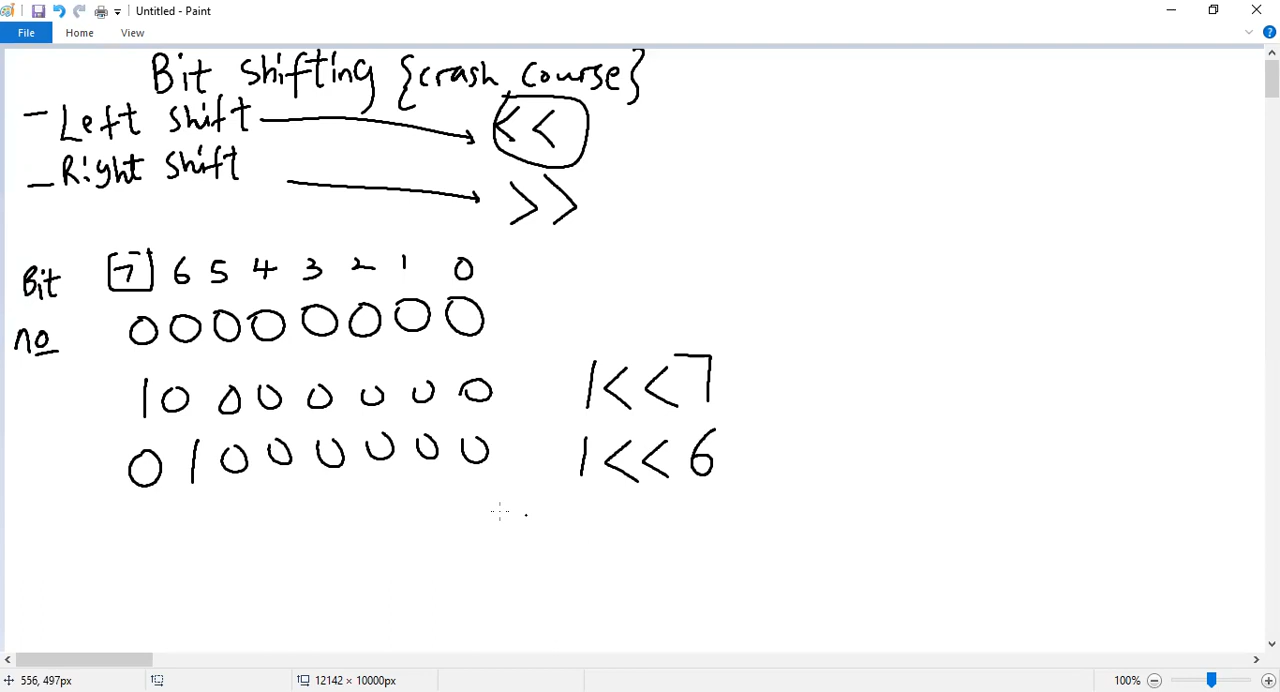 Untitled - Paint
File Home View
Bit shifting {crash course}
- Left shift <<
- Right shift >>
Bit 7 6 5 4 3 2 1 0
no 0 0 0 0 0 0 0 0
1 0 0 0 0 0 0 0 1<<7
0 1 0 0 0 0 0 0 1<<6
556, 497px 12142 × 10000px 100%